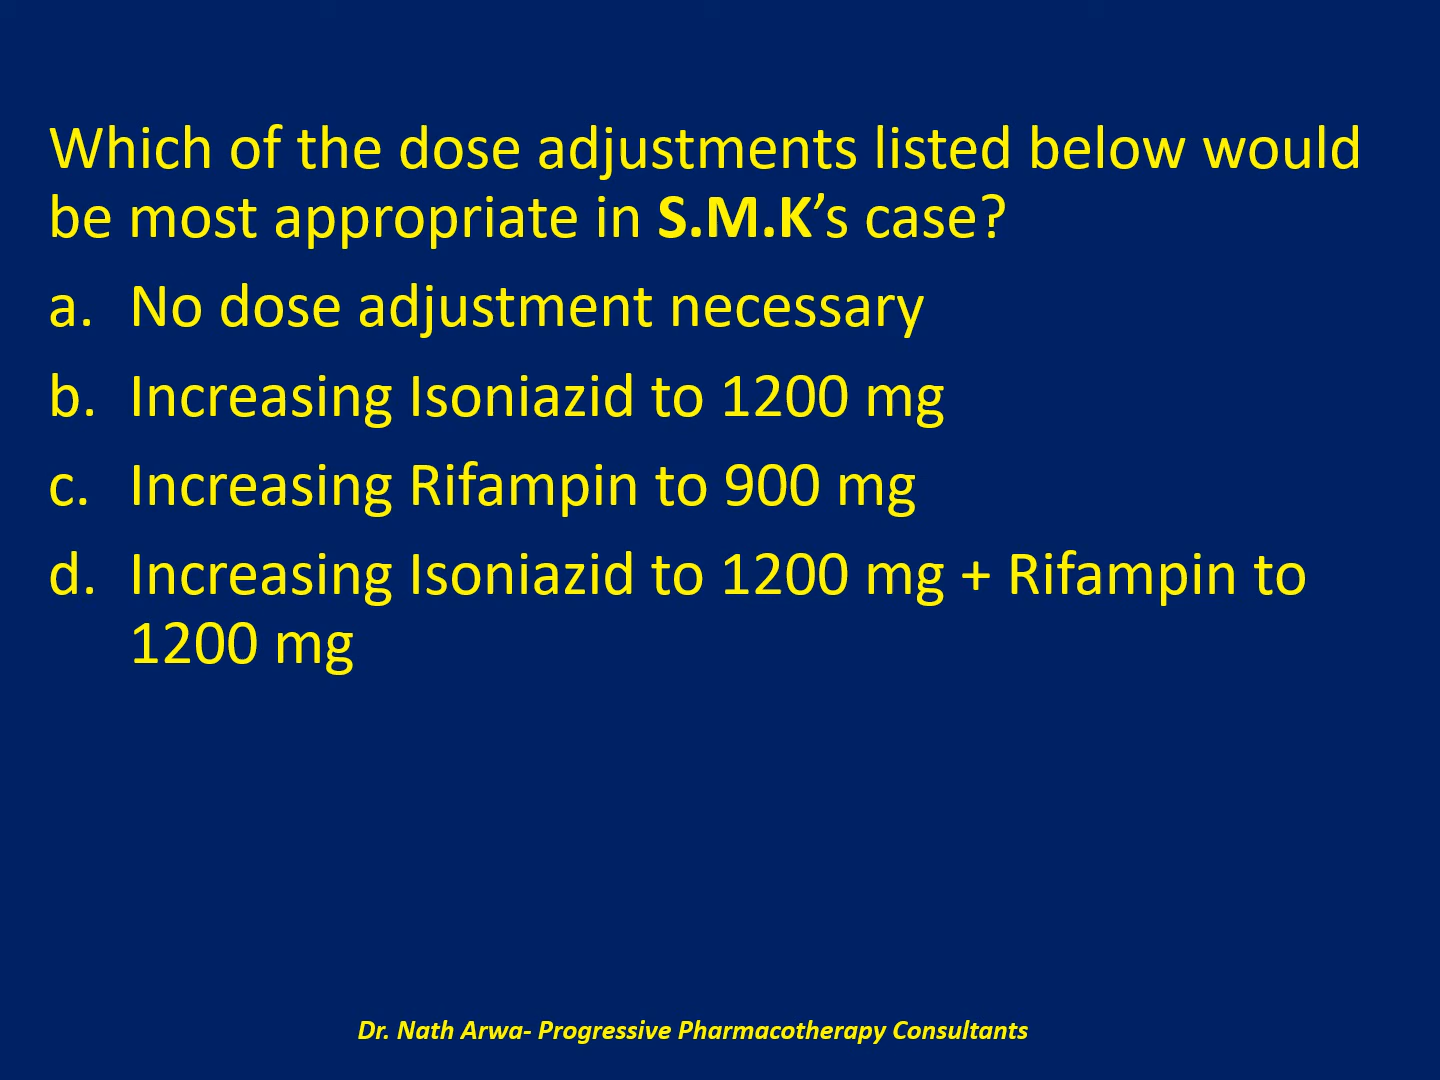 Which of the dose adjustments listed below would
be most appropriate in S.M.K’s case?
a. No dose adjustment necessary
b. Increasing Isoniazid to 1200 mg
c. Increasing Rifampin to 900 mg
d. Increasing Isoniazid to 1200 mg + Rifampin to
1200 mg
Dr. Nath Arwa- Progressive Pharmacotherapy Consultants